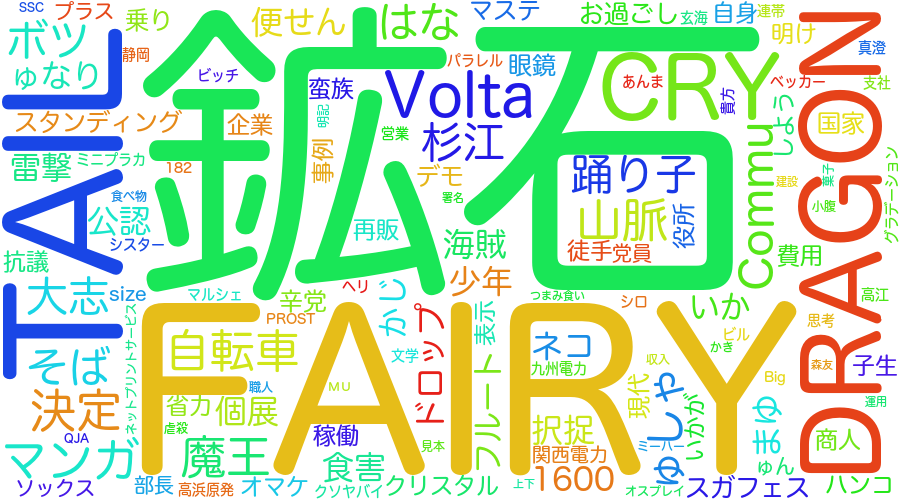 SSC
プラス
乗り
便せん
はな
マステ
お過ごし
玄海
自身
連帯
明け
真澄
ボツ
静岡
ビッチ
パラレル
眼鏡
あんま
貴方
ベッカー
支社
ゅなり
蛮族
明記
Volta
CRY
DRAGON
TAIL
鉱石
スタンディング
企業
営業
杉江
国家
しょう
雷撃
ミニプラカ
182
事例
デモ
踊り子
Commu
建設
菓子
グラデーション
食べ物
署名
山脈
役所
小腹
公認
シスター
再販
海賊
徒手
党員
費用
抗議
大志
size
マルシェ
辛党
ヘリ
かじ
少年
つまみ食い
シロ
いか
高江
PROST
FAIRY
ネットプリントサービス
自転車
文学
ドロップ
表示
ネコ
思考
ビル
かぎ
そば
九州電力
収入
森友
子生
職人
MU
現代
Big
運用
決定
省力
個展
フルート
択捉
ゆしや
ミーハー
いかが
まゆ
QJA
虐殺
稼働
見本
関西電力
商人
マンガ
魔王
食害
1600
ゅん
ソックス
部長
高浜原発
オマケ
クソヤバイ
クリスタル
上下
オスプレイ
スガフェス
ハンコ